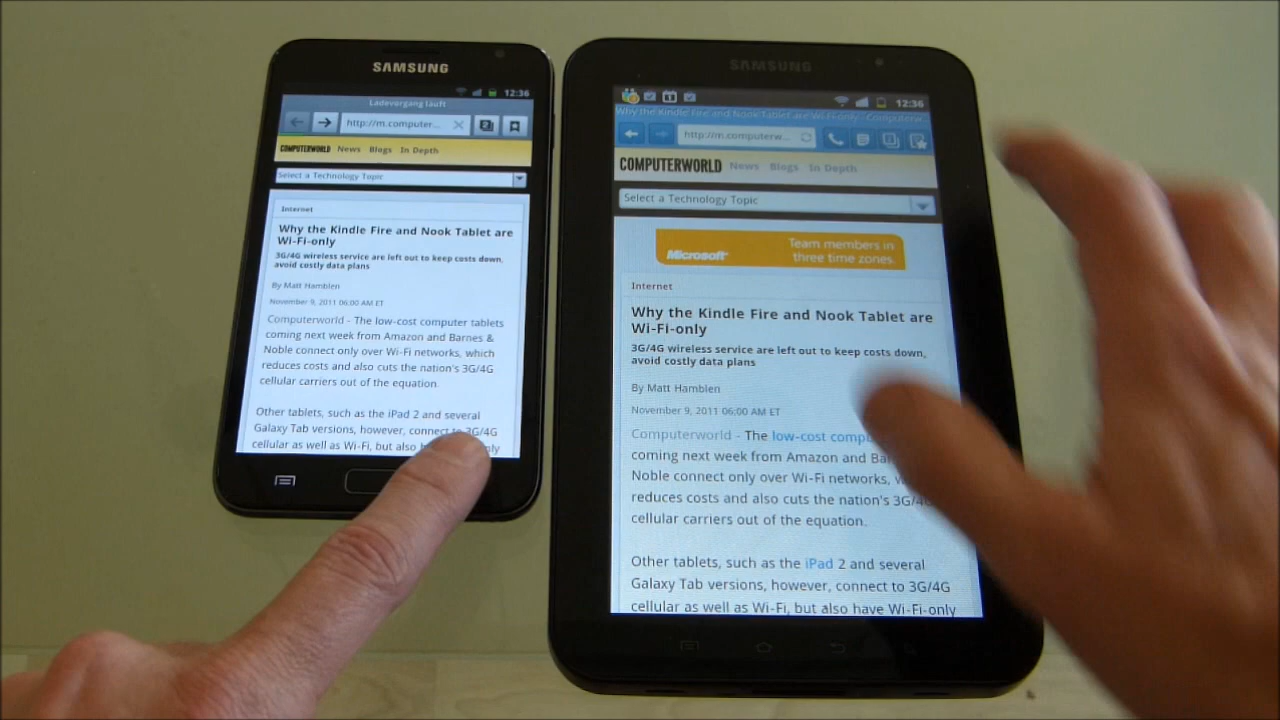 SAMSUNG
12:36
Ladevorgang läuft
http://m.computer...
COMPUTERWORLD News Blogs In Depth
Select a Technology Topic
Internet
Why the Kindle Fire and Nook Tablet are
Wi-Fi-only
3G/4G wireless service are left out to keep costs down,
avoid costly data plans
By Matt Hamblen
November 9, 2011 06:00 AM ET
Computerworld - The low-cost computer tablets
coming next week from Amazon and Barnes &
Noble connect only over Wi-Fi networks, which
reduces costs and also cuts the nation's 3G/4G
cellular carriers out of the equation.
Other tablets, such as the iPad 2 and several
Galaxy Tab versions, however, connect to 3G/4G
cellular as well as Wi-Fi, but also
SAMSUNG
12:36
Why the Kindle Fire and Nook Tablet are Wi-Fi-only - Computerw...
http://m.computerw...
COMPUTERWORLD News Blogs In Depth
Select a Technology Topic
Microsoft Team members in
three time zones.
Internet
Why the Kindle Fire and Nook Tablet are
Wi-Fi-only
3G/4G wireless service are left out to keep costs down,
avoid costly data plans
By Matt Hamblen
November 9, 2011 06:00 AM ET
Computerworld - The low-cost
coming next week from Amazon and
Noble connect only over Wi-Fi networks,
reduces costs and also cuts the nation's 3G/4G
cellular carriers out of the equation.
Other tablets, such as the iPad 2 and several
Galaxy Tab versions, however, connect to 3G/4G
cellular as well as Wi-Fi, but also have Wi-Fi-only